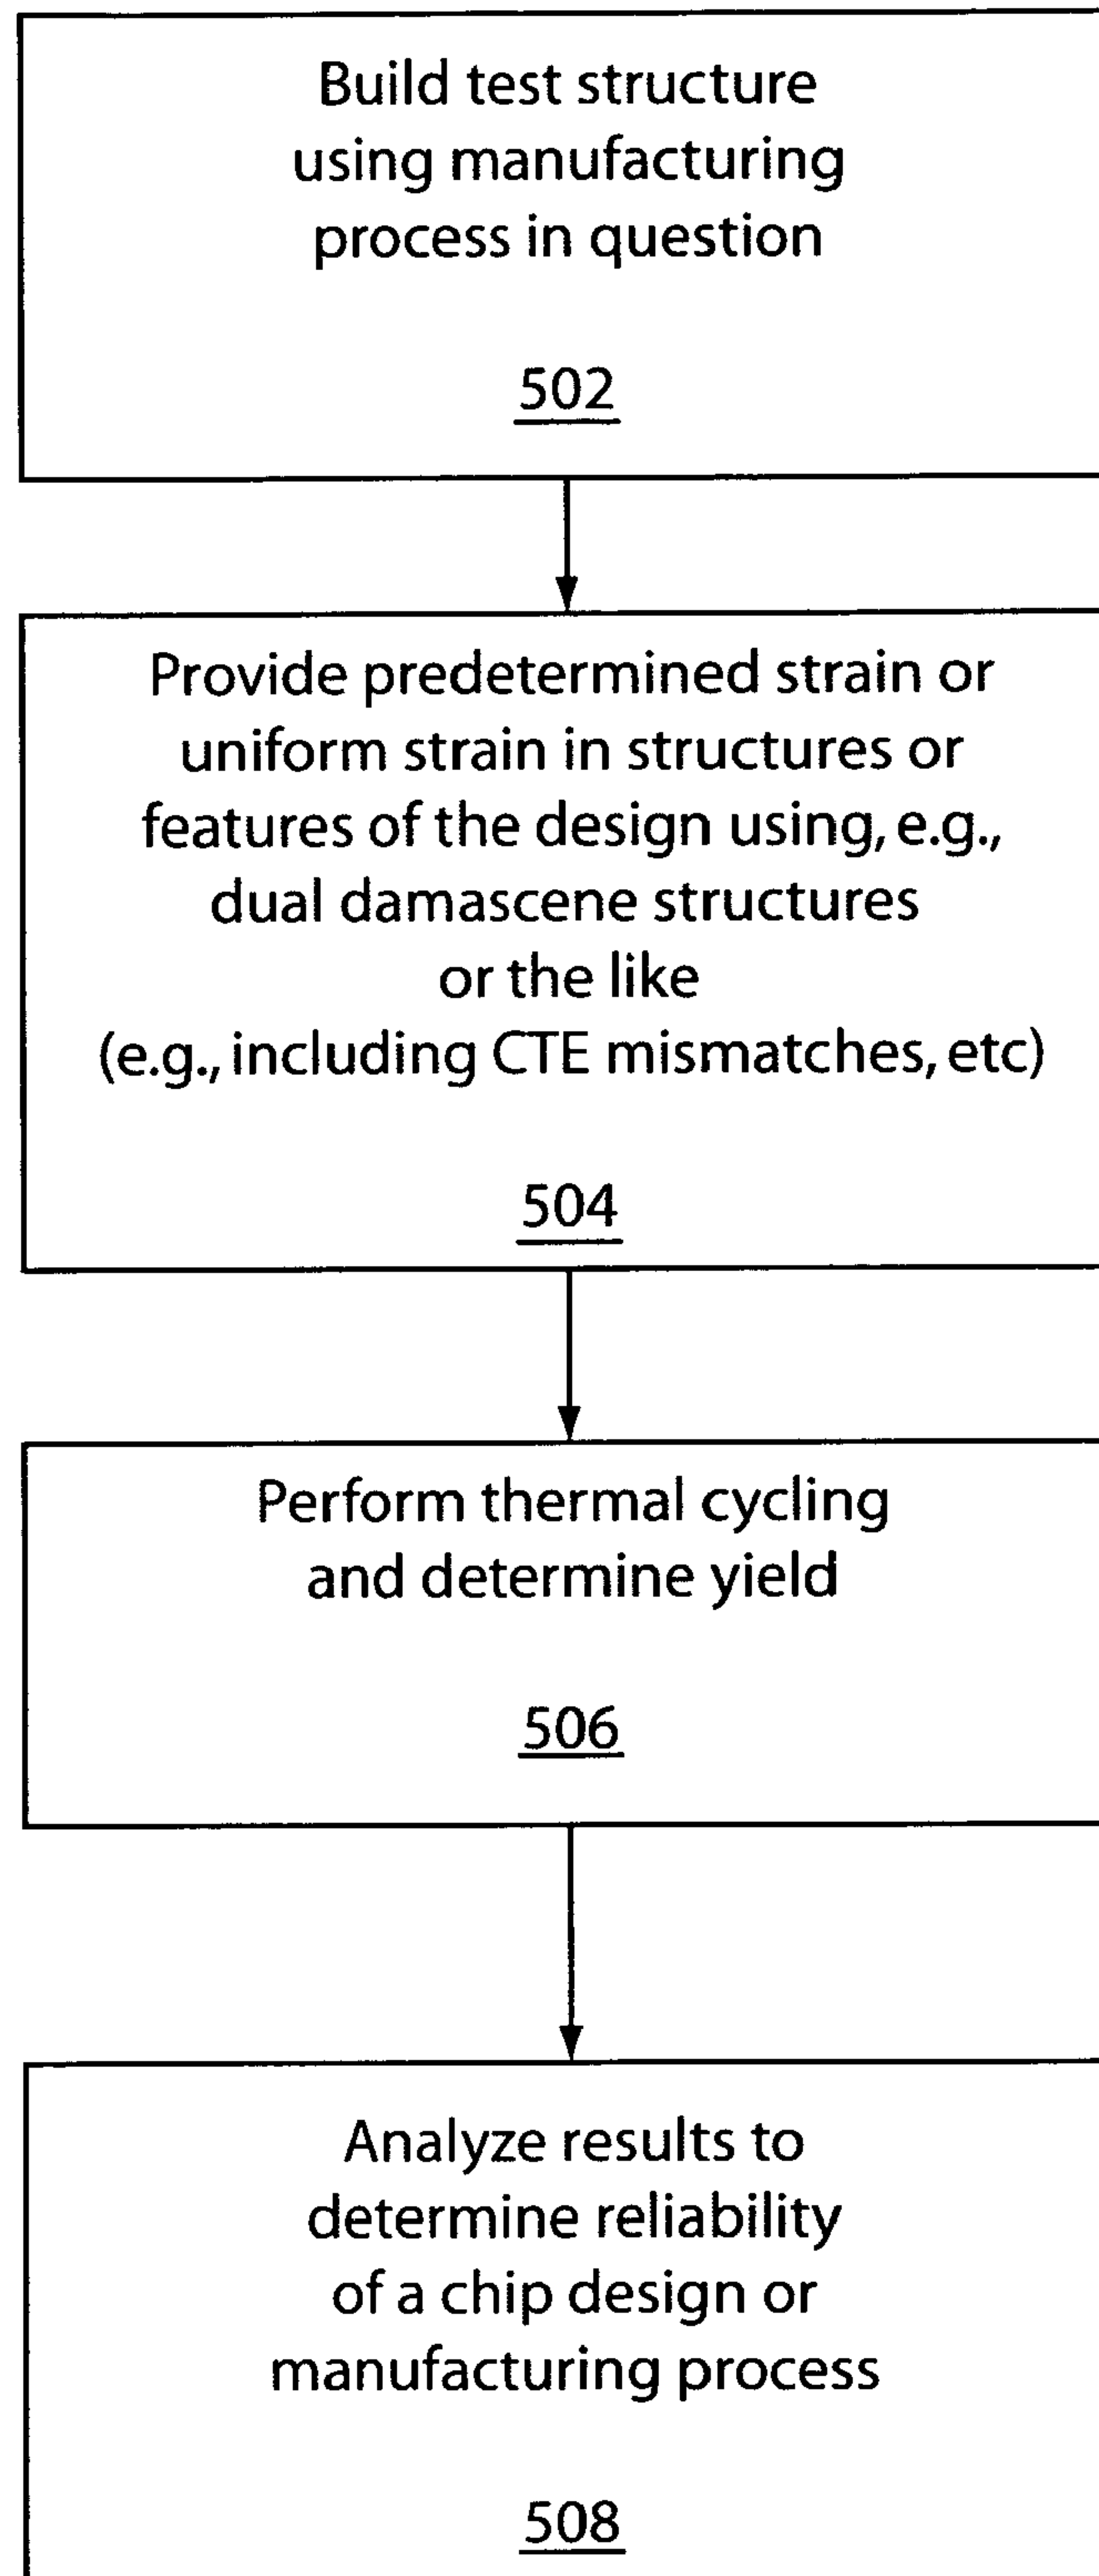 Build test structure
using manufacturing
process in question
502
Provide predetermined strain or
uniform strain in structures or
features of the design using, e.g.,
dual damascene structures
or the like
(e.g., including CTE mismatches, etc)
504
Perform thermal cycling
and determine yield
506
Analyze results to
determine reliability
of a chip design or
manufacturing process
508